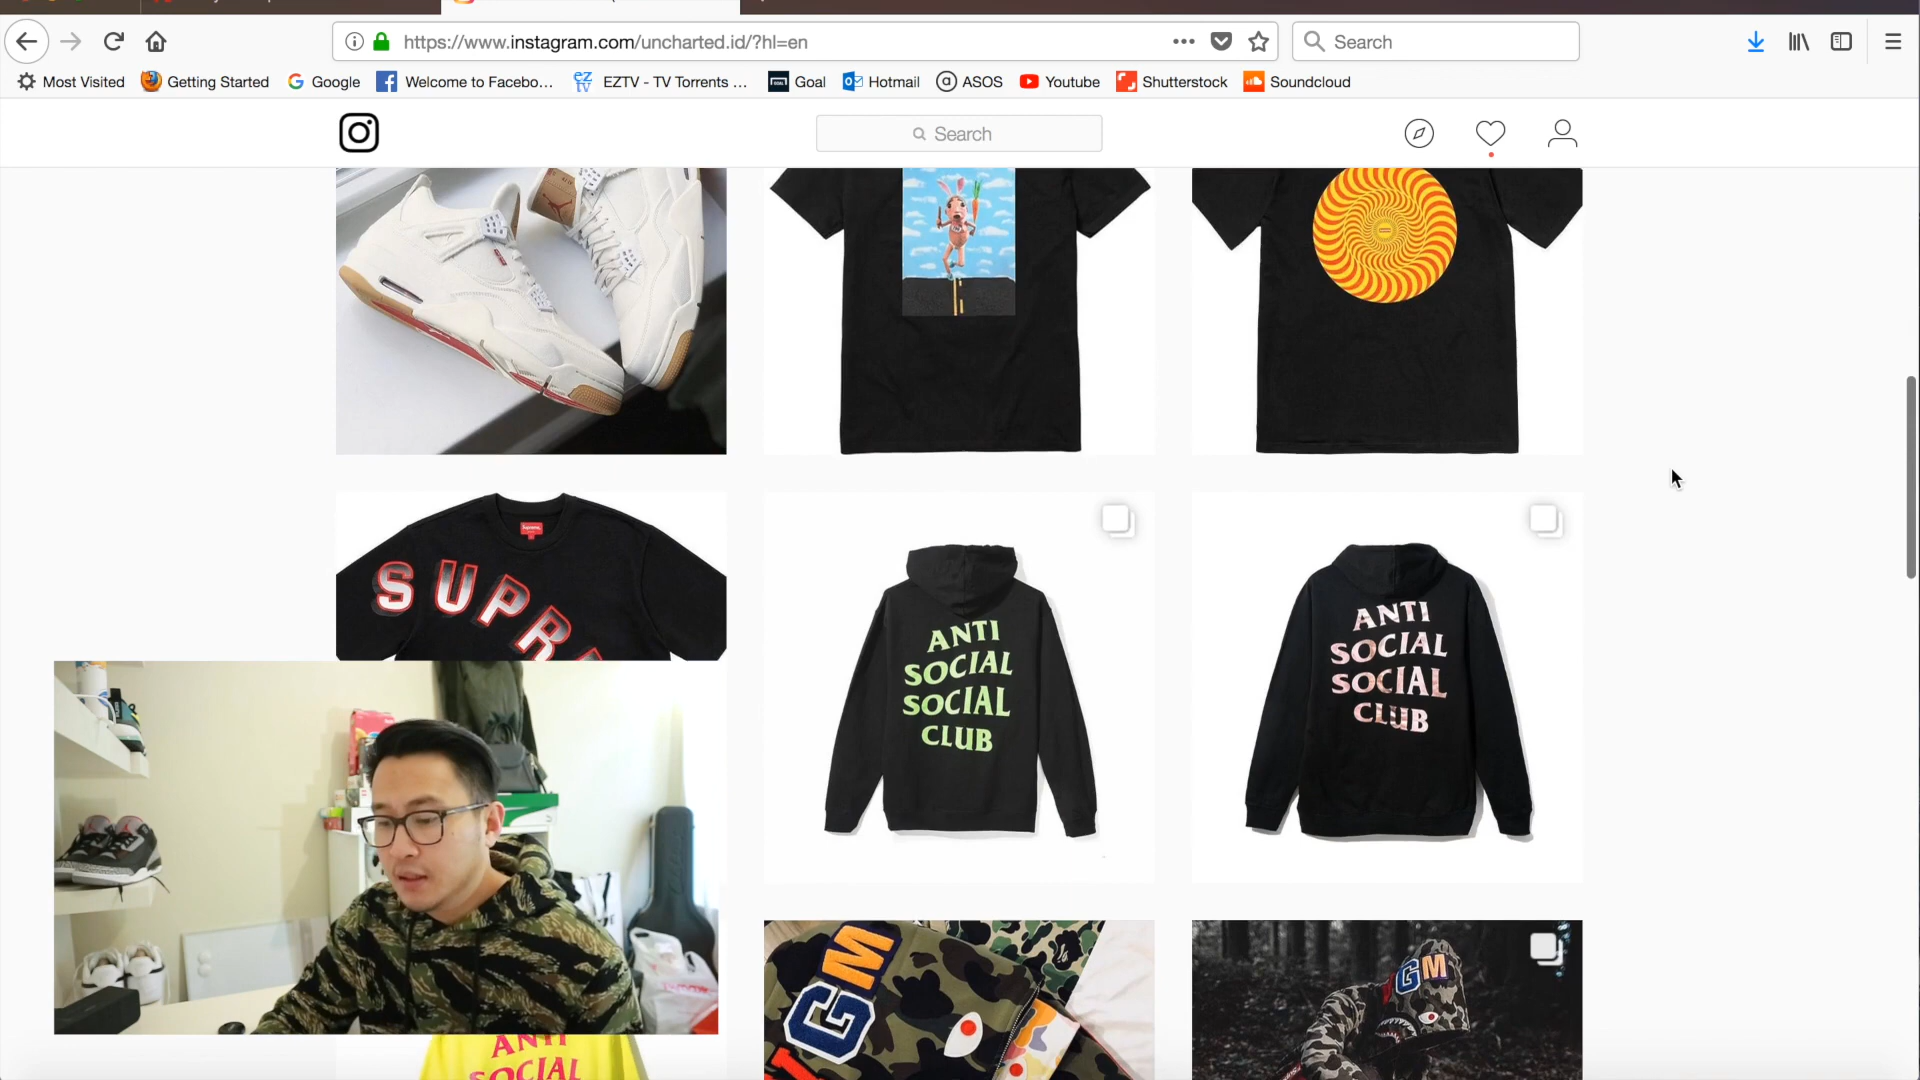 https://www.instagram.com/uncharted.id/?hl=en
Search
Most Visited
Getting Started
Google
Welcome to Facebo...
EZTV - TV Torrents ...
Goal
Hotmail
ASOS
Youtube
Shutterstock
Soundcloud
Search
Supreme
SUPR
ANTI
SOCIAL
SOCIAL
CLUB
ANTI
SOCIAL
SOCIAL
CLUB
ANTI
SOCIAL
GM
GM